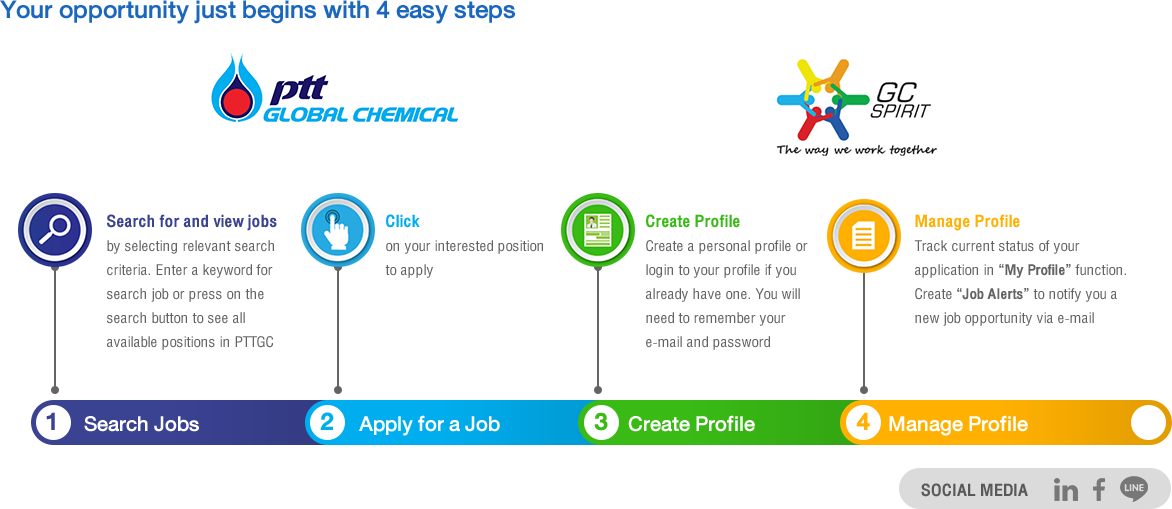 Your opportunity just begins with 4 easy steps
ptt
GLOBAL CHEMICAL
GC
SPIRIT
The way we work together
Search for and view jobs
by selecting relevant search
criteria. Enter a keyword for
search job or press on the
search button to see all
available positions in PTTGC
Click
on your interested position
to apply
Create Profile
Create a personal profile or
login to your profile if you
already have one. You will
need to remember your
e-mail and password
Manage Profile
Track current status of your
application in “My Profile” function.
Create “Job Alerts” to notify you a
new job opportunity via e-mail
1 Search Jobs
2 Apply for a Job
3 Create Profile
4 Manage Profile
SOCIAL MEDIA in f LINE